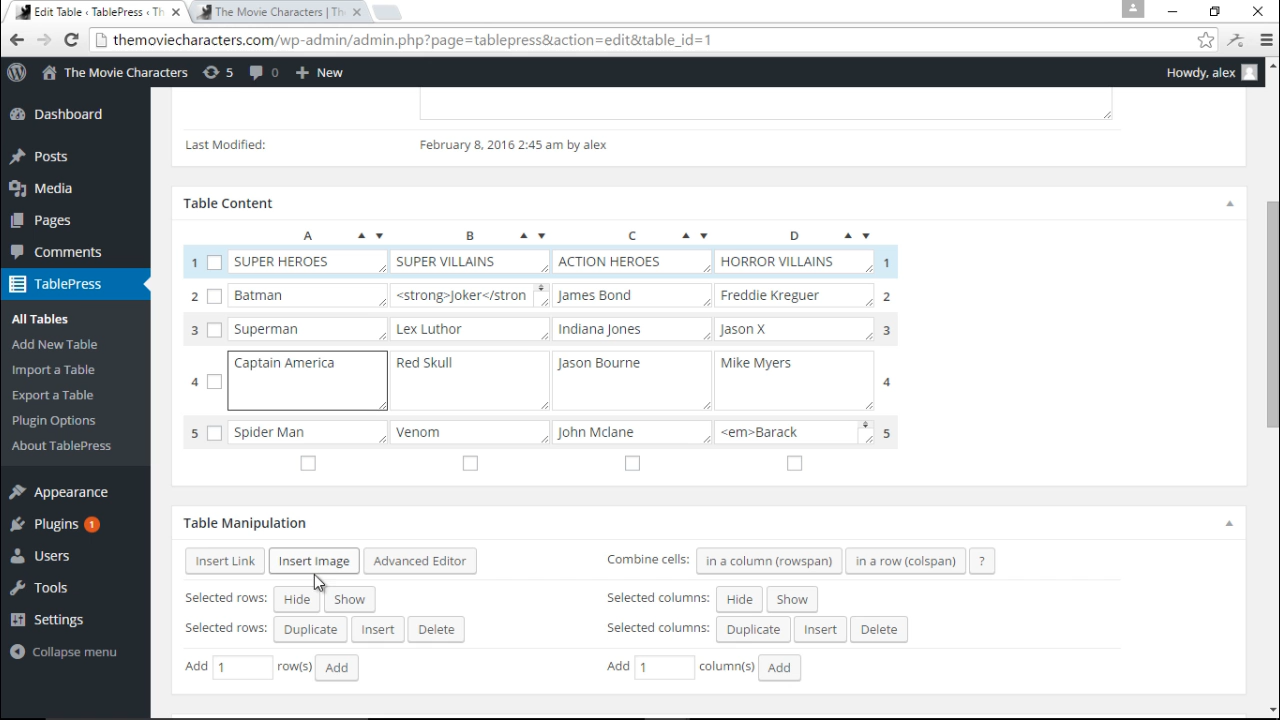 Edit Table ‹ TablePress ‹ Th
The Movie Characters | Th
themoviecharacters.com/wp-admin/admin.php?page=tablepress&action=edit&table_id=1
The Movie Characters 5 0 New
Howdy, alex
Dashboard
Posts
Media
Pages
Comments
TablePress
All Tables
Add New Table
Import a Table
Export a Table
Plugin Options
About TablePress
Appearance
Plugins 1
Users
Tools
Settings
Collapse menu
Last Modified: February 8, 2016 2:45 am by alex
Table Content
A B C D
1 SUPER HEROES SUPER VILLAINS ACTION HEROES HORROR VILLAINS 1
2 Batman <strong>Joker</stron James Bond Freddie Kreguer 2
3 Superman Lex Luthor Indiana Jones Jason X 3
4 Captain America Red Skull Jason Bourne Mike Myers 4
5 Spider Man Venom John Mclane <em>Barack 5
Table Manipulation
Insert Link Insert Image Advanced Editor Combine cells: in a column (rowspan) in a row (colspan) ?
Selected rows: Hide Show Selected columns: Hide Show
Selected rows: Duplicate Insert Delete Selected columns: Duplicate Insert Delete
Add 1 row(s) Add Add 1 column(s) Add